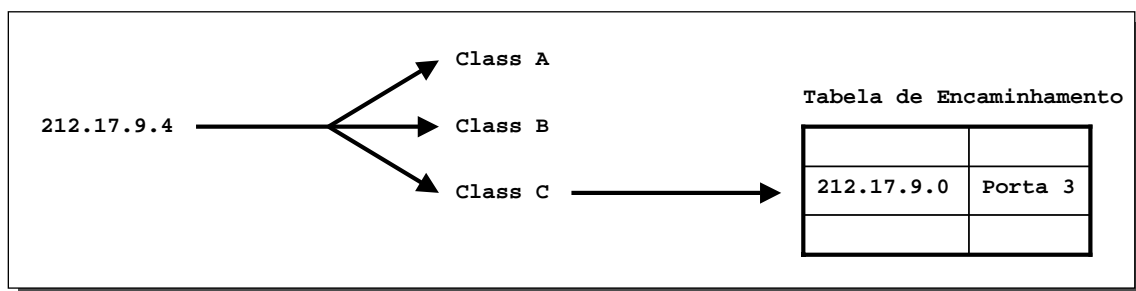 Class A
Tabela de Encaminhamento
212.17.9.4
Class B
Class C
212.17.9.0 Porta 3